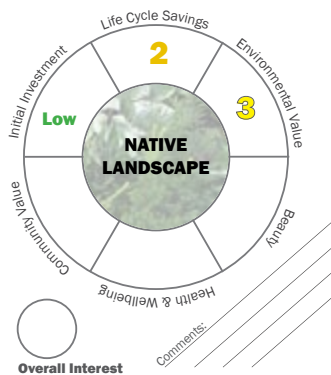 Life Cycle Savings
2
Initial Investment
Low
Environmental Value
3
NATIVE
LANDSCAPE
Community Value
Beauty
Health & Wellbeing
Comments:
Overall Interest